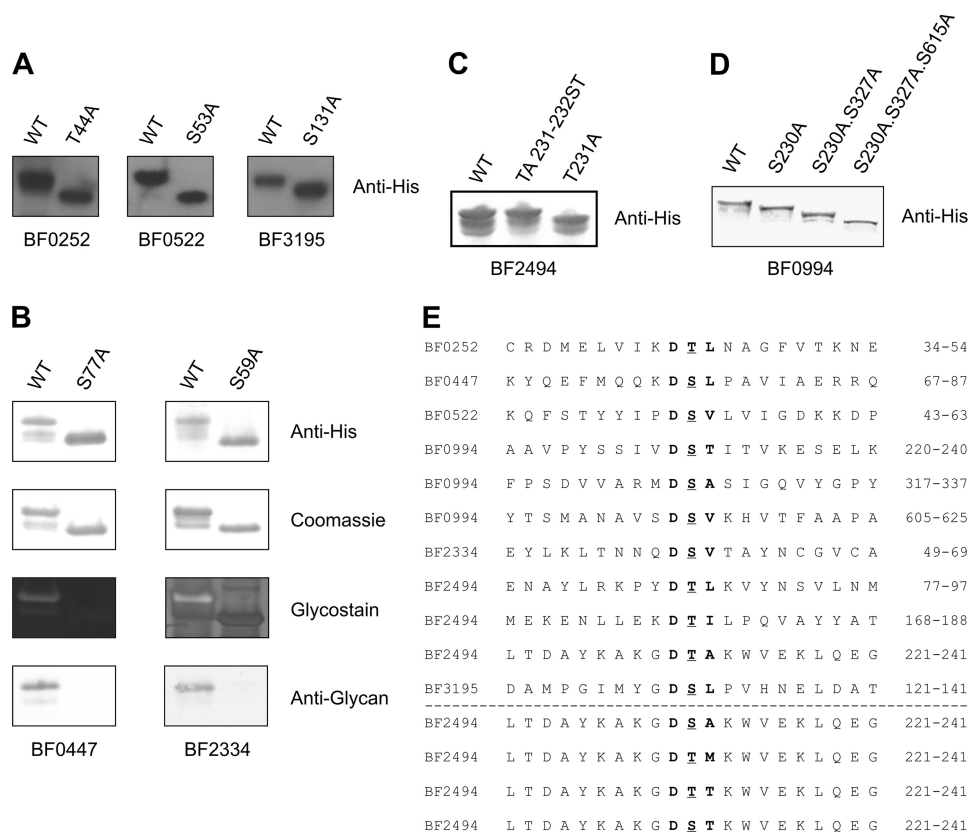 A
WT T44A WT S53A WT S131A
Anti-His
BF0252 BF0522 BF3195
C
WT TA 231-232ST T231A
Anti-His
BF2494
D
WT S230A S230A.S327A S230A.S327A.S615A
Anti-His
BF0994
B
WT S77A WT S59A
Anti-His
Coomassie
Glycostain
Anti-Glycan
BF0447 BF2334
E
BF0252 C R D M E L V I K D T L N A G F V T K N E 34-54
BF0447 K Y Q E F M Q Q K D S L P A V I A E R R Q 67-87
BF0522 K Q F S T Y Y I P D S V L V I G D K K D P 43-63
BF0994 A A V P Y S S I V D S T I T V K E S E L K 220-240
BF0994 F P S D V V A R M D S A S I G Q V Y G P Y 317-337
BF0994 Y T S M A N A V S D S V K H V T F A A P A 605-625
BF2334 E Y L K L T N N Q D S V T A Y N C G V C A 49-69
BF2494 E N A Y L R K P Y D T L K V Y N S V L N M 77-97
BF2494 M E K E N L L E K D T I L P Q V A Y Y A T 168-188
BF2494 L T D A Y K A K G D T A K W V E K L Q E G 221-241
BF3195 D A M P G I M Y G D S L P V H N E L D A T 121-141
BF2494 L T D A Y K A K G D S A K W V E K L Q E G 221-241
BF2494 L T D A Y K A K G D T M K W V E K L Q E G 221-241
BF2494 L T D A Y K A K G D T T K W V E K L Q E G 221-241
BF2494 L T D A Y K A K G D S T K W V E K L Q E G 221-241